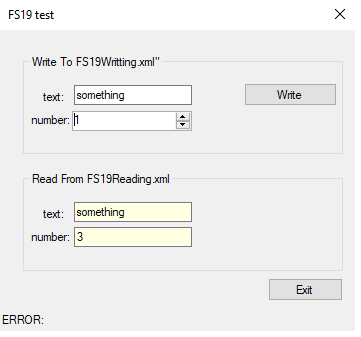 FS19 test
Write To FS19Writting.xml"
text: something Write
number: 1
Read From FS19Reading.xml
text: something
number: 3
Exit
ERROR: